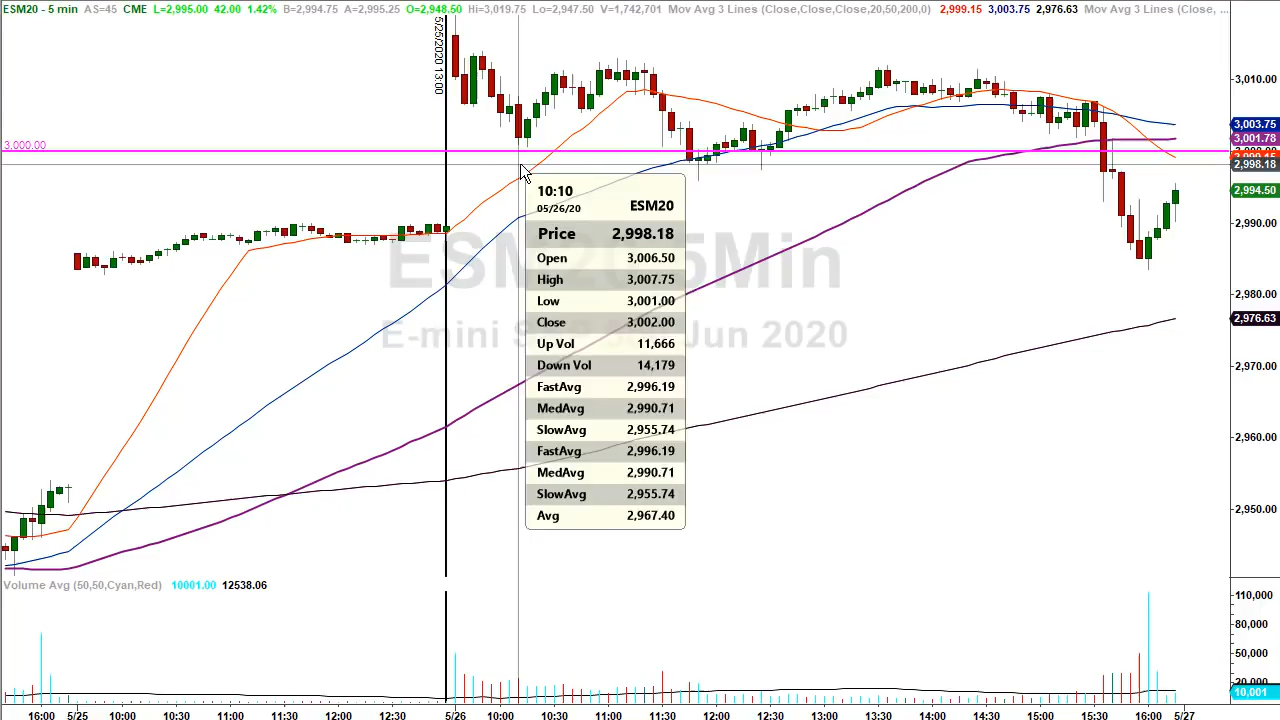 ESM20 - 5 min AS=45 CME L=2,995.00 42.00 1.42% B=2,994.75 A=2,995.25 O=2,948.50 Hi=3,019.75 Lo=2,947.50 V=1,742,701 Mov Avg 3 Lines (Close,Close,Close,20,50,200,0) 2,999.15 3,003.75 2,976.63 Mov Avg 3 Lines (Close, ...
5/25/2020 13:00
3,010.00
3,003.75
3,001.78
3,000.00
2,998.18
2,994.50
2,990.00
2,980.00
2,976.63
2,970.00
2,960.00
2,950.00
10:10
05/26/20 ESM20
Price 2,998.18
Open 3,006.50
High 3,007.75
Low 3,001.00
Close 3,002.00
Up Vol 11,666
Down Vol 14,179
FastAvg 2,996.19
MedAvg 2,990.71
SlowAvg 2,955.74
FastAvg 2,996.19
MedAvg 2,990.71
SlowAvg 2,955.74
Avg 2,967.40
Volume Avg (50,50,Cyan,Red) 10001.00 12538.06
110,000
80,000
50,000
10,001
16:00 5/25 10:00 10:30 11:00 11:30 12:00 12:30 5/26 10:00 10:30 11:00 11:30 12:00 12:30 13:00 13:30 14:00 14:30 15:00 15:30 16:00 5/27